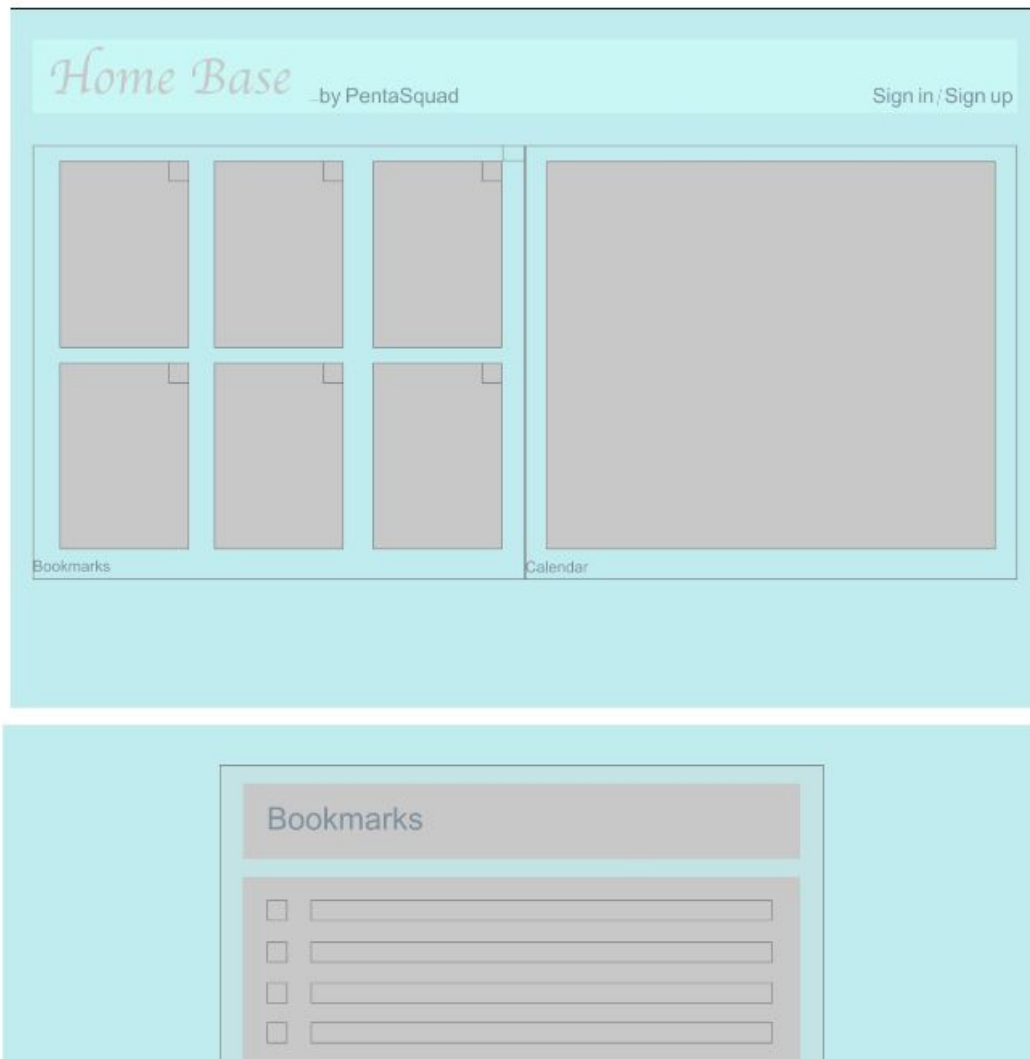 Home Base ...by PentaSquad
Sign in / Sign up
Bookmarks
Calendar
Bookmarks